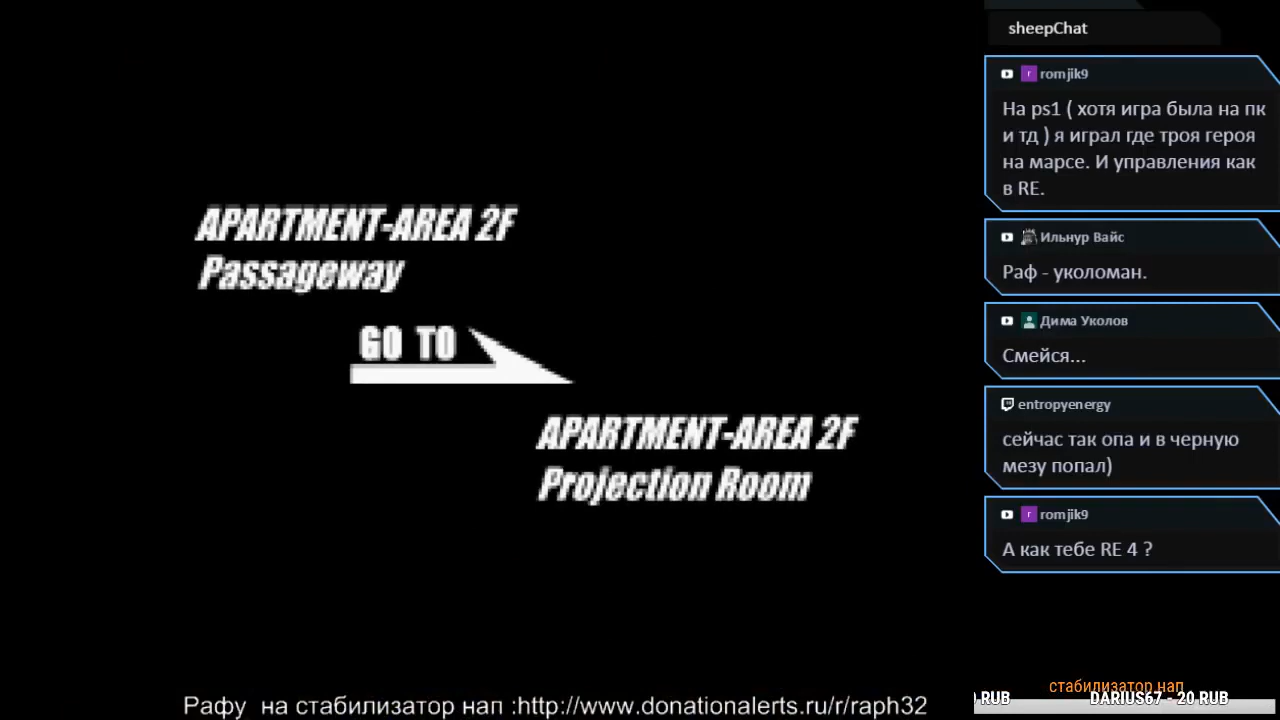 APARTMENT-AREA 2F
Passageway
GO TO
APARTMENT-AREA 2F
Projection Room
Рафу на стабилизатор нап :http://www.donationalerts.ru/r/raph32
sheepChat
r romjik9
На ps1 ( хотя игра была на пк
и тд ) я играл где троя героя
на марсе. И управления как
в RE.
Ильнур Вайс
Раф - уколоман.
Дима Уколов
Смейся...
entropyenergy
сейчас так опа и в черную
мезу попал)
r romjik9
А как тебе RE 4 ?
стабилизатор нап
RUB DARIUS67 - 20 RUB